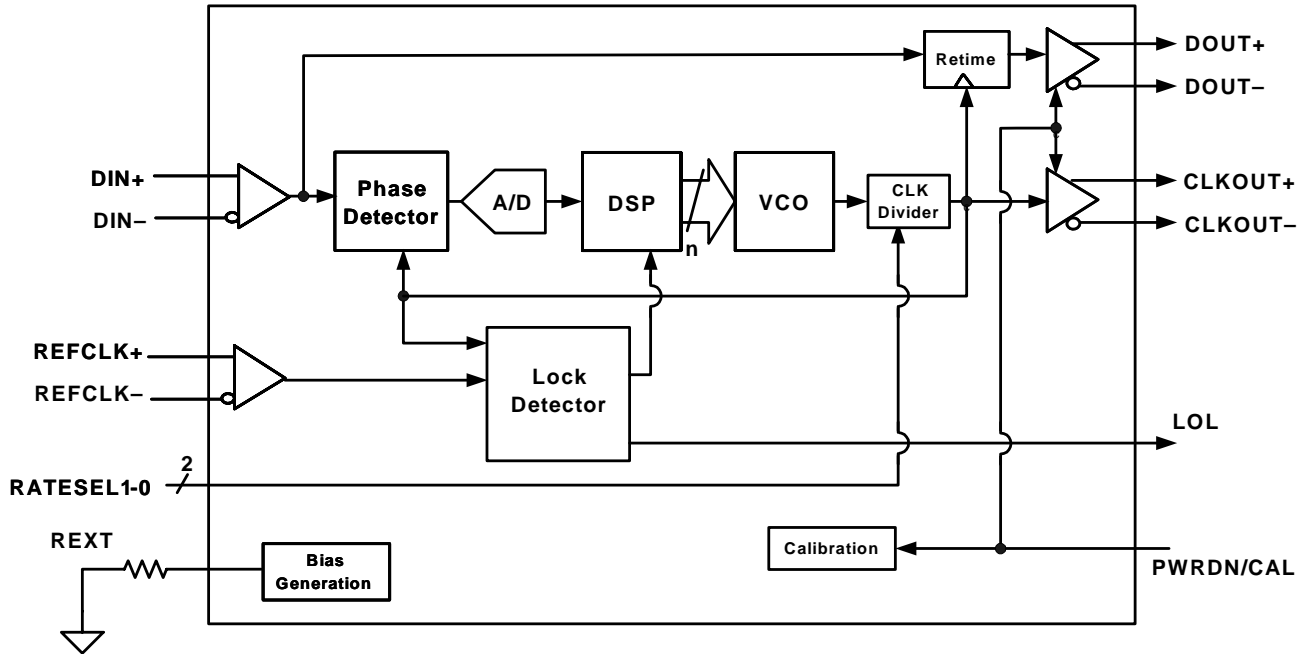 DOUT+
Retime
DOUT–
DIN+
Phase
Detector
A/D
DSP
VCO
CLK
Divider
CLKOUT+
DIN–
CLKOUT–
n
REFCLK+
REFCLK–
Lock
Detector
LOL
2
RATESEL1-0
REXT
Bias
Generation
Calibration
PWRDN/CAL